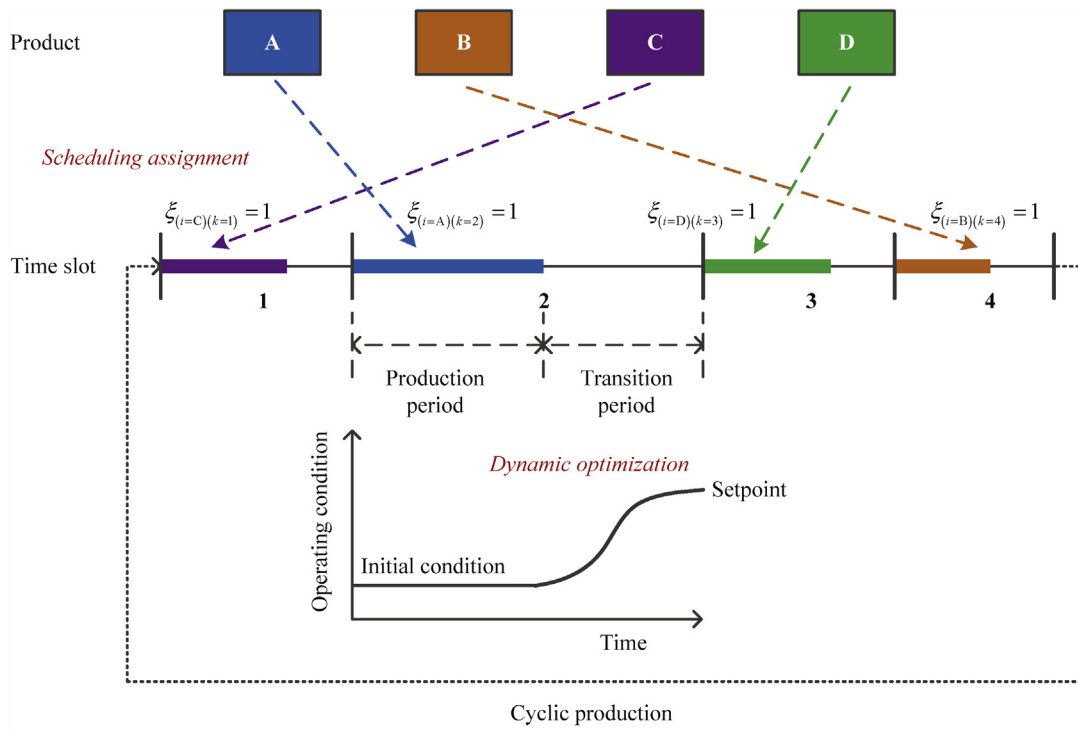 Product A B C D
Scheduling assignment
ξ(i=C)(k=1) = 1 ξ(i=A)(k=2) = 1 ξ(i=D)(k=3) = 1 ξ(i=B)(k=4) = 1
Time slot
1 2 3 4
Production period
Transition period
Operating condition
Dynamic optimization
Setpoint
Initial condition
Time
Cyclic production